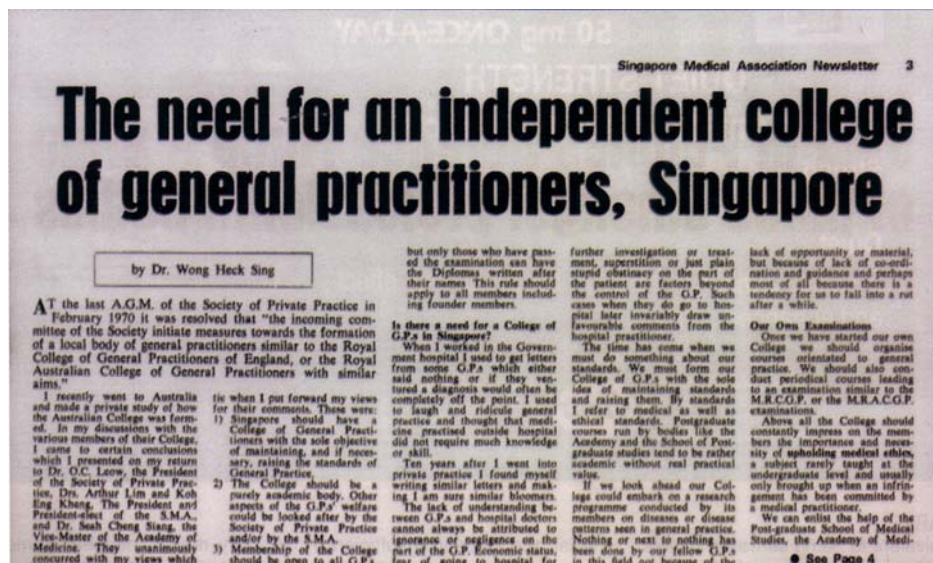 Singapore Medical Association Newsletter 3
The need for an independent college
of general practitioners, Singapore
by Dr. Wong Heck Sing
AT the last A.G.M. of the Society of Private Practice in
February 1970 it was resolved that "the incoming com-
mittee of the Society initiate measures towards the formation
of a local body of general practitioners similar to the Royal
College of General Practitioners of England, or the Royal
Australian College of General Practitioners with similar
aims."
I recently went to Australia
and made a private study of how
the Australian College was form-
ed. In my discussions with the
various members of their College,
I came to certain conclusions
which I presented on my return
to Dr. O.C. Leow, the President
of the Society of Private Prac-
tice, Drs. Arthur Lim and Koh
Eng Kheng, The President and
President-elect of the S.M.A.,
and Dr. Seah Cheng Siang, the
Vice-Master of the Academy of
Medicine. They unanimously
concurred with my views which
tie when I put forward my views
for their comments. These were:
1) Singapore should have a
College of General Practi-
tioners with the sole objective
of maintaining, and if neces-
sary, raising the standards of
General Practice.
2) The College should be a
purely academic body. Other
aspects of the G.P.s' welfare
could be looked after by the
Society of Private Practice
and/or by the S.M.A.
3) Membership of the College
should be open to all G.P.s
but only those who have pass-
ed the examination can have
the Diplomas written after
their names This rule should
apply to all members includ-
ing founder members.
Is there a need for a College of
G.P.s in Singapore?
When I worked in the Govern-
ment hospital I used to get letters
from some G.P.s which either
said nothing or if they ven-
tured a diagnosis would often be
completely off the point. I used
to laugh and ridicule general
practice and thought that medi-
cine practised outside hospital
did not require much knowledge
or skill.
Ten years after I went into
private practice I found myself
writing similar letters and mak-
ing I am sure similar bloomers.
The lack of understanding be-
tween G.P and hospital doctor
cannot always be attributed to
ignorance or negligence on the
part of the G.P. Economic status,
fear of going to hospital for
further investigation or treat-
ment, superstition or just plain
stupid obstinacy on the part of
the patient are factors beyond
the control of the G.P. Such
cases when they do go to hos-
pital later invariably draw un-
favourable comments from the
hospital practitioner.
The time has come when we
must do something about our
standards. We must form our
College of G.P.s with the sole
idea of maintaining standards
and raising them. By standards
I refer to medical as well as
ethical standards. Postgraduate
courses run by bodies like the
Academy and the School of Post-
graduate studies tend to be rather
academic without real practical
value.
If we look ahead our Col-
lege could embark on a research
programme conducted by its
members on diseases or disease
patterns seen in general practice.
Nothing or next to nothing has
been done by our fellow G.P.s
in this field not because of the
lack of opportunity or material,
but because of lack of co-ordi-
nation and guidance and perhaps
most of all because there is a
tendency for us to fall into a rut
after a while.
Our Own Examinations
Once we have started our own
College we should organise
courses orientated to general
practice. We should also con-
duct periodical courses leading
to an examination similar to the
M.R.C.G.P. or the M.R.A.C.G.P.
examinations.
Above all the College should
constantly impress on the mem-
bers the importance and neces-
sity of upholding medical ethics,
a subject rarely taught at the
undergraduate level and usually
only brought up when an infrin-
gement has been committed by
a medical practitioner.
We can enlist the help of the
Post-graduate School of Medical
Studies, the Academy of Medi-
● See Page 4